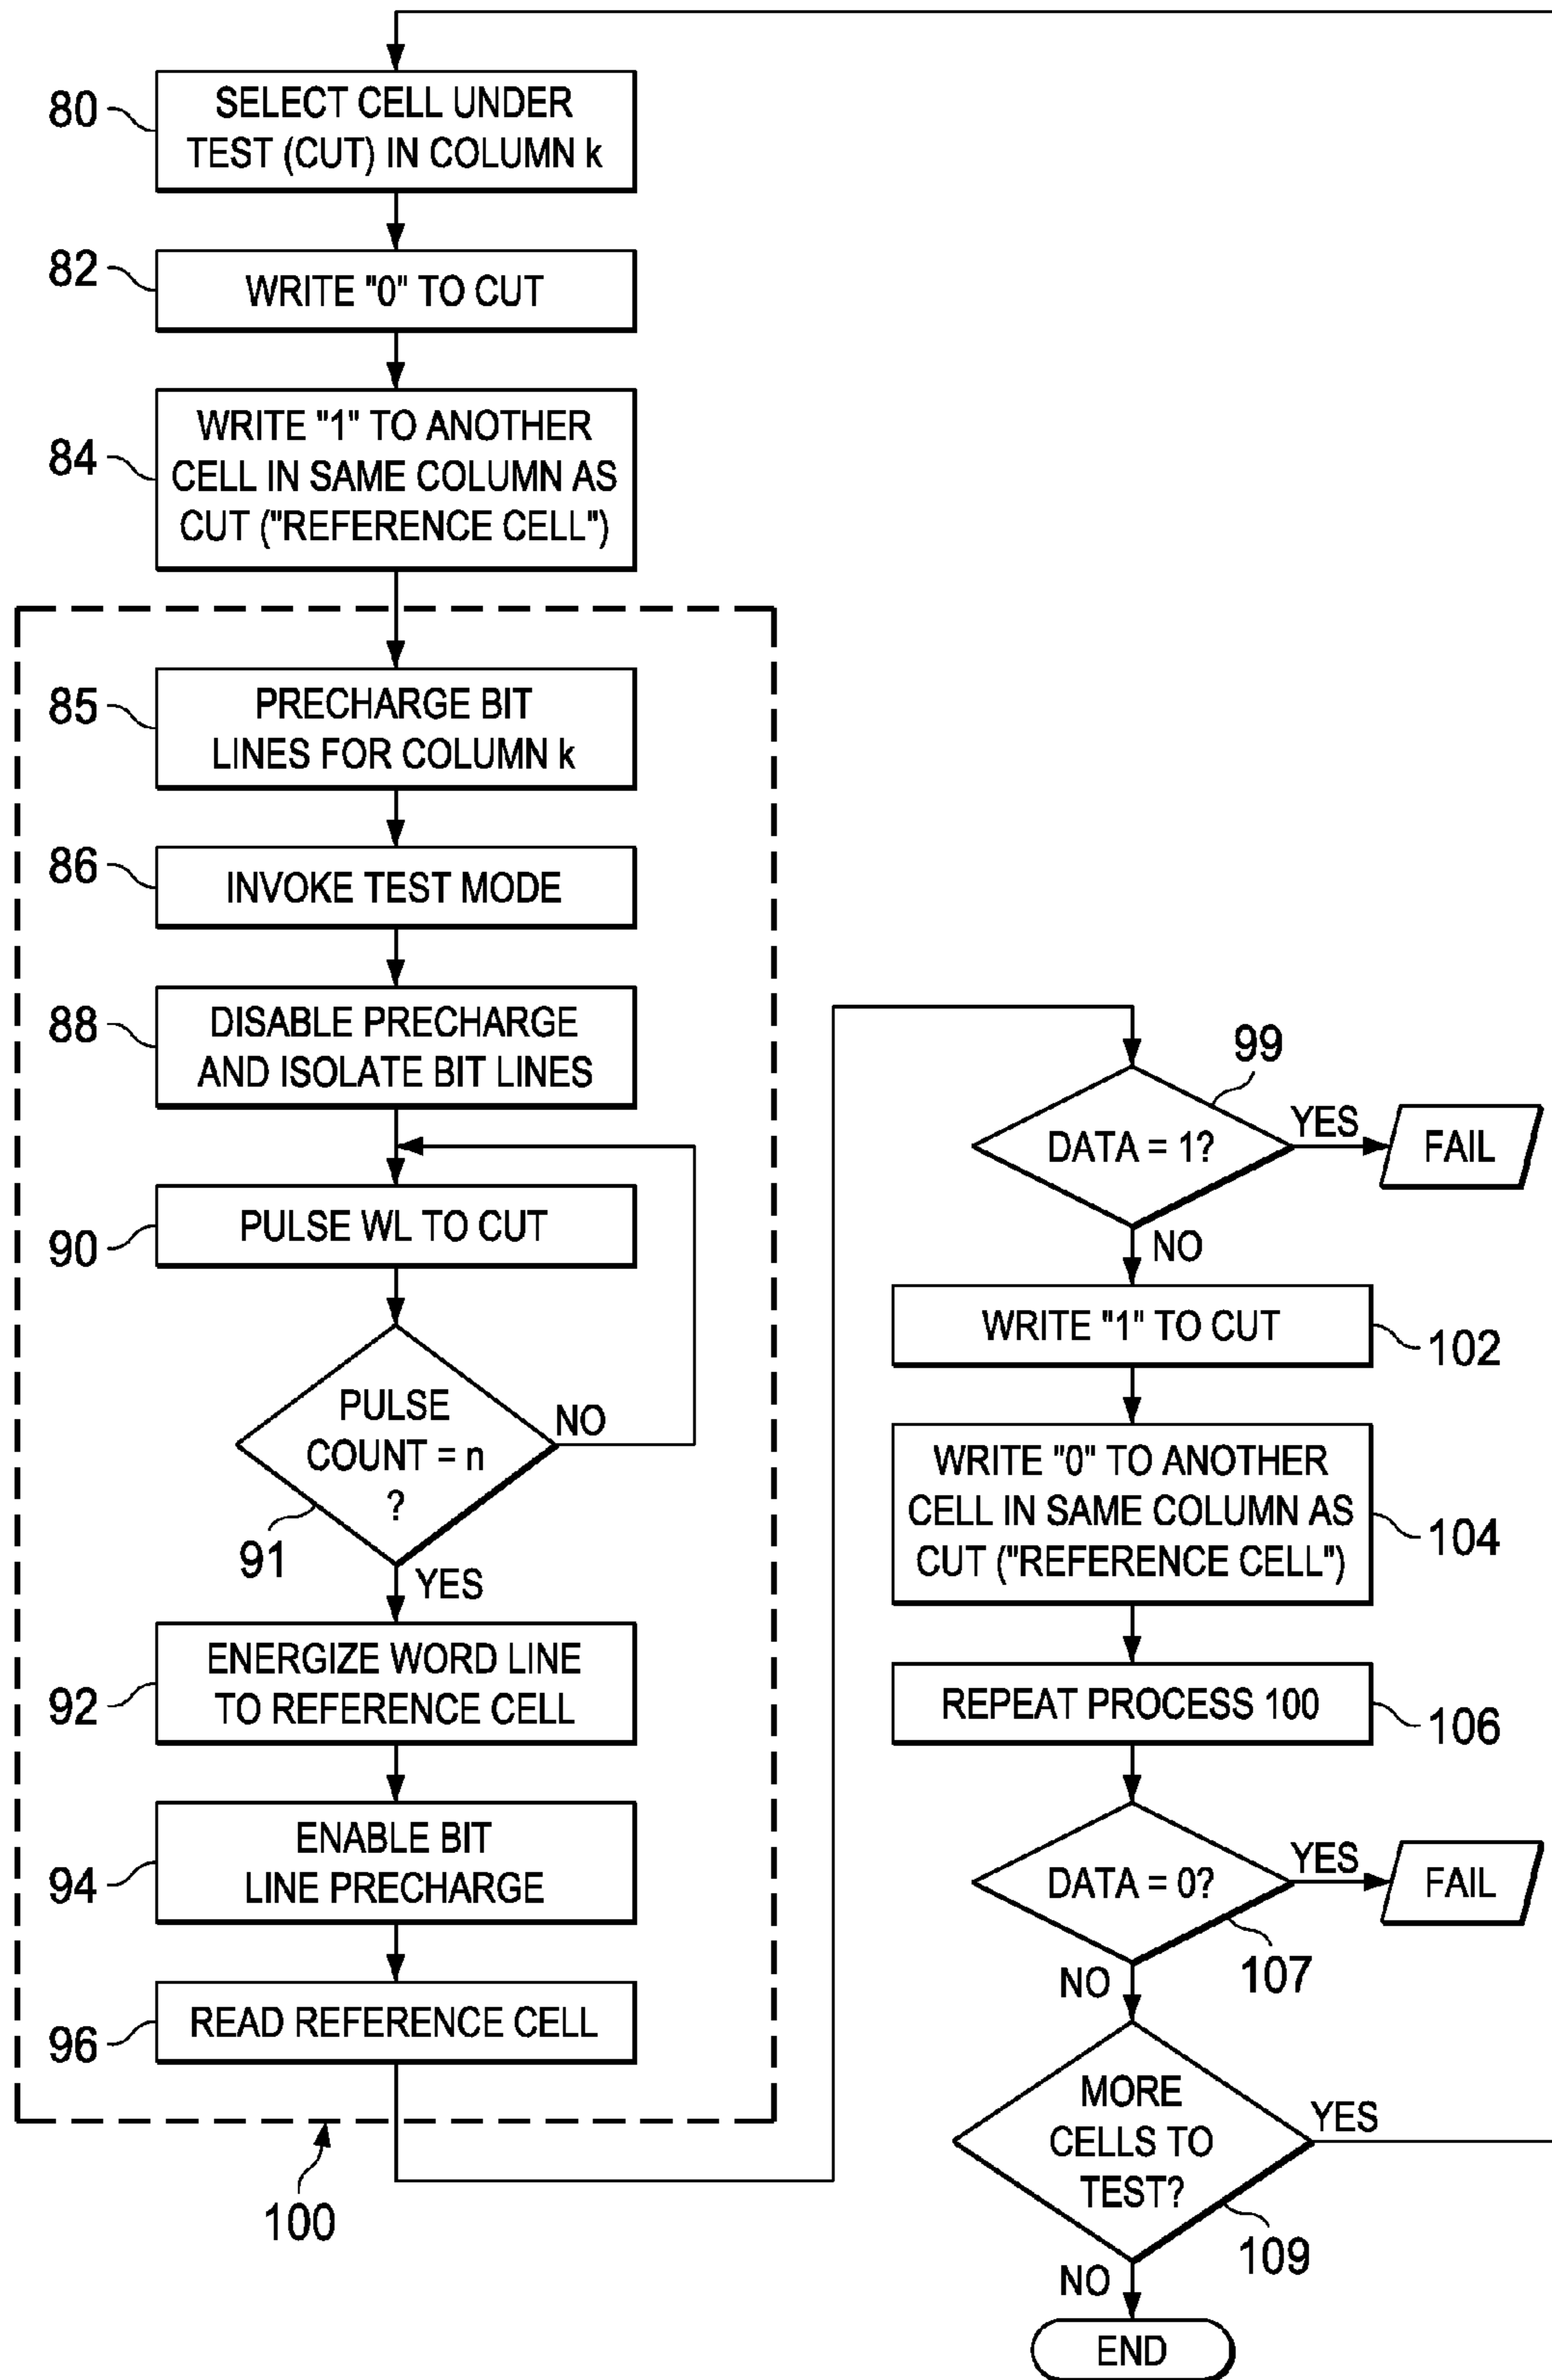 80
SELECT CELL UNDER
TEST (CUT) IN COLUMN k
82
WRITE "0" TO CUT
84
WRITE "1" TO ANOTHER
CELL IN SAME COLUMN AS
CUT ("REFERENCE CELL")
85
PRECHARGE BIT
LINES FOR COLUMN k
86
INVOKE TEST MODE
88
DISABLE PRECHARGE
AND ISOLATE BIT LINES
90
PULSE WL TO CUT
PULSE
COUNT = n
?
NO
91
YES
92
ENERGIZE WORD LINE
TO REFERENCE CELL
94
ENABLE BIT
LINE PRECHARGE
96
READ REFERENCE CELL
100
99
DATA = 1?
YES
FAIL
NO
WRITE "1" TO CUT
102
WRITE "0" TO ANOTHER
CELL IN SAME COLUMN AS
CUT ("REFERENCE CELL")
104
REPEAT PROCESS 100
106
DATA = 0?
YES
FAIL
107
NO
MORE
CELLS TO
TEST?
YES
109
NO
END